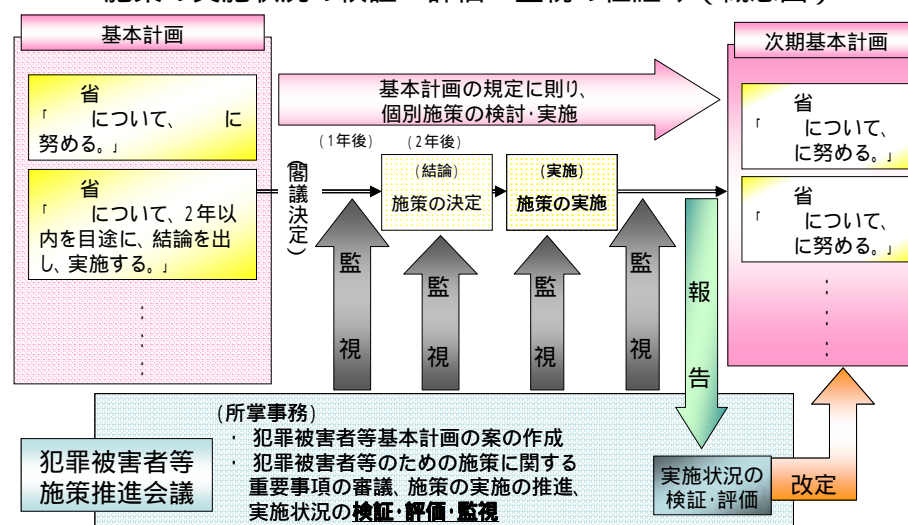 基本計画
省
「　　について、　　に
努める。」
省
「　　について、2年以
内を目途に、結論を出
し、実施する。」
基本計画の規定に則り、
個別施策の検討・実施
(1年後)
(2年後)
(閣議決定)
(結論)
施策の決定
(実施)
施策の実施
監視
監視
監視
監視
報告
次期基本計画
省
「　　について、
に努める。」
省
「　　について、
に努める。」
犯罪被害者等
施策推進会議
(所掌事務)
・ 犯罪被害者等基本計画の案の作成
・ 犯罪被害者等のための施策に関する
重要事項の審議、施策の実施の推進、
実施状況の検証・評価・監視
実施状況の
検証・評価
改定